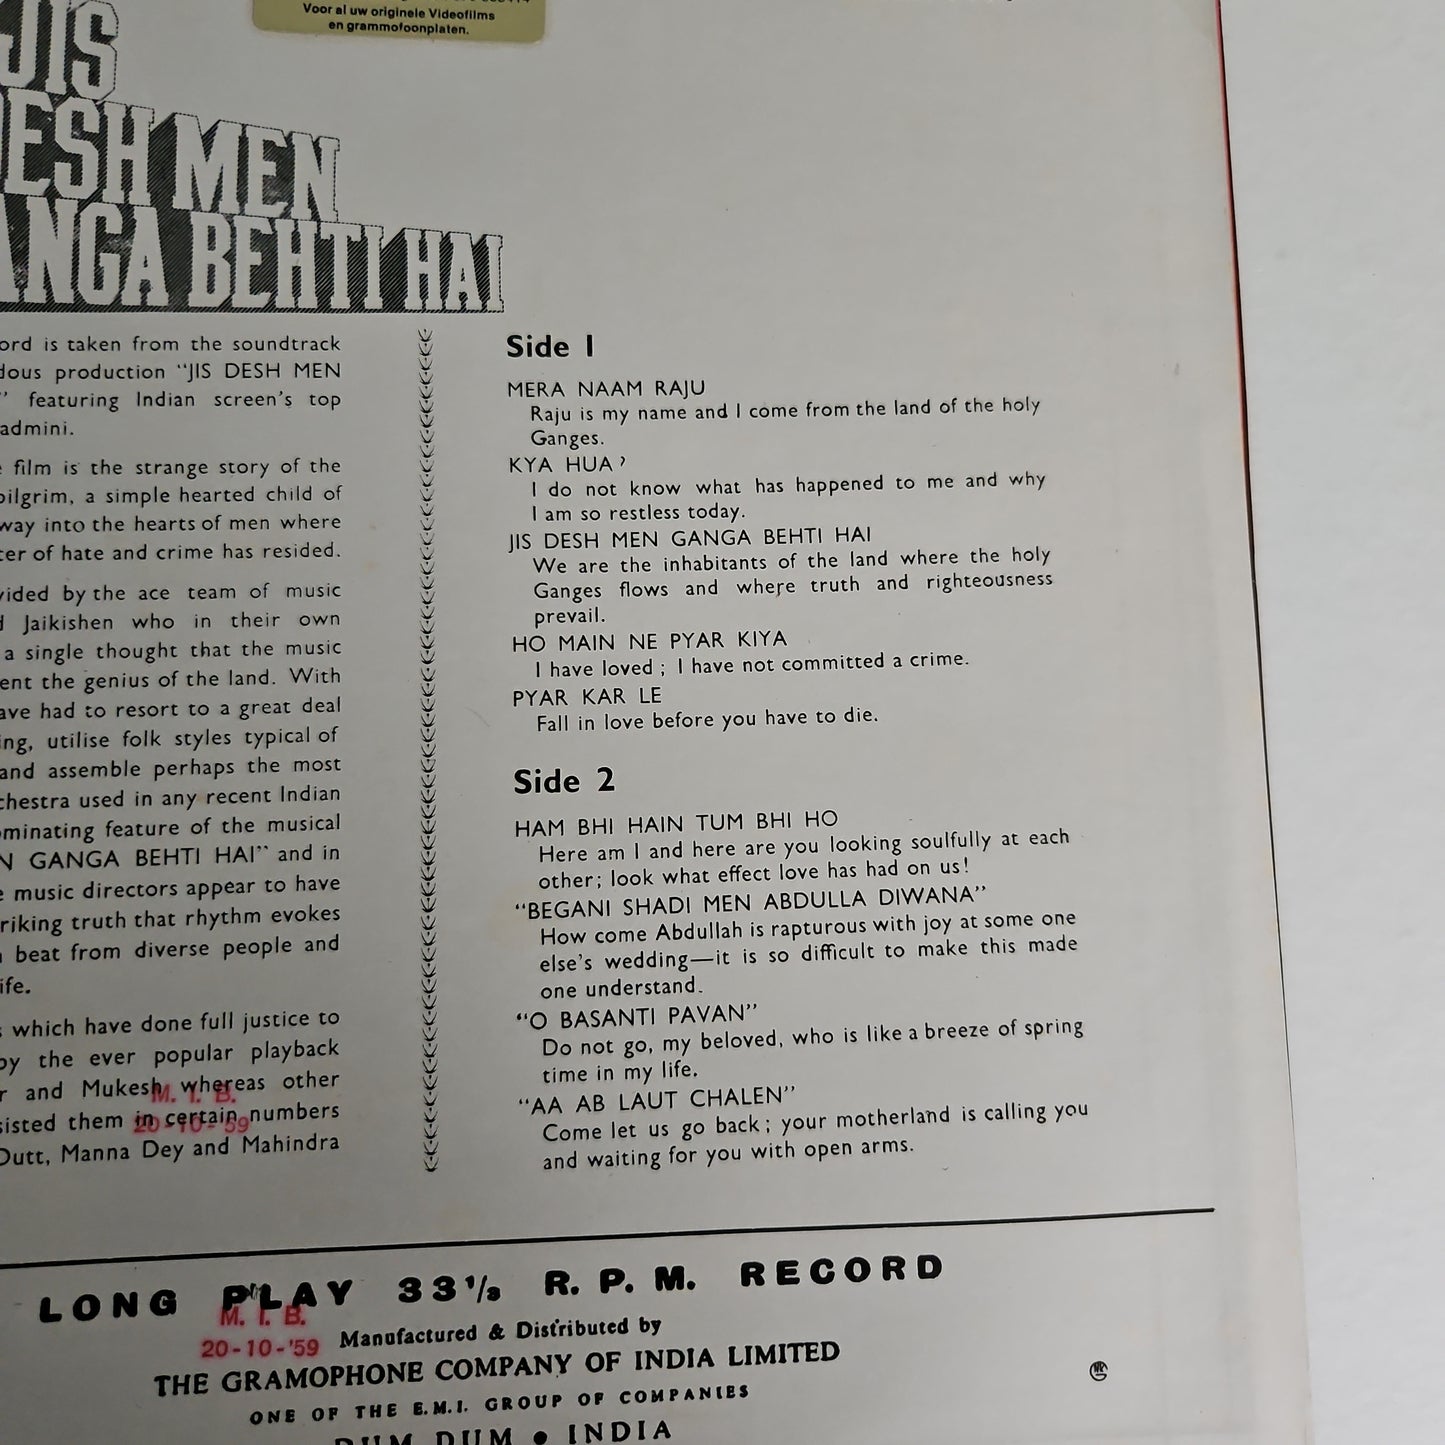 Voor al uw originele Videofilms
en grammofoonplaten.
JIS
DESH MEN
GANGA BEHTI HAI
is taken from the soundtrack
production "JIS DESH MEN
" featuring Indian screen's top
film is the strange story of the
pilgrim, a simple hearted child of
way into the hearts of men where
of hate and crime has resided.
by the ace team of music
Jaikishen who in their own
a single thought that the music
the genius of the land. With
have had to resort to a great deal
utilise folk styles typical of
and assemble perhaps the most
used in any recent Indian
feature of the musical
GANGA BEHTI HAI" and in
music directors appear to have
truth that rhythm evokes
beat from diverse people and
which have done full justice to
by the ever popular playback
and Mukesh, whereas other
them in certain numbers
Dutt, Manna Dey and Mahindra
M. I. B.
20-10-'59
Side 1
MERA NAAM RAJU
Raju is my name and I come from the land of the holy
Ganges.
KYA HUA ’
I do not know what has happened to me and why
I am so restless today.
JIS DESH MEN GANGA BEHTI HAI
We are the inhabitants of the land where the holy
Ganges flows and where truth and righteousness
prevail.
HO MAIN NE PYAR KIYA
I have loved ; I have not committed a crime.
PYAR KAR LE
Fall in love before you have to die.
Side 2
HAM BHI HAIN TUM BHI HO
Here am I and here are you looking soulfully at each
other; look what effect love has had on us!
"BEGANI SHADI MEN ABDULLA DIWANA"
How come Abdullah is rapturous with joy at some one
else's wedding—it is so difficult to make this made
one understand.
"O BASANTI PAVAN"
Do not go, my beloved, who is like a breeze of spring
time in my life.
"AA AB LAUT CHALEN"
Come let us go back; your motherland is calling you
and waiting for you with open arms.
LONG PLAY 33⅓ R. P. M. RECORD
M. I. B.
20-10-'59
Manufactured & Distributed by
THE GRAMOPHONE COMPANY OF INDIA LIMITED
ONE OF THE E.M.I. GROUP OF COMPANIES
DUM DUM ● INDIA